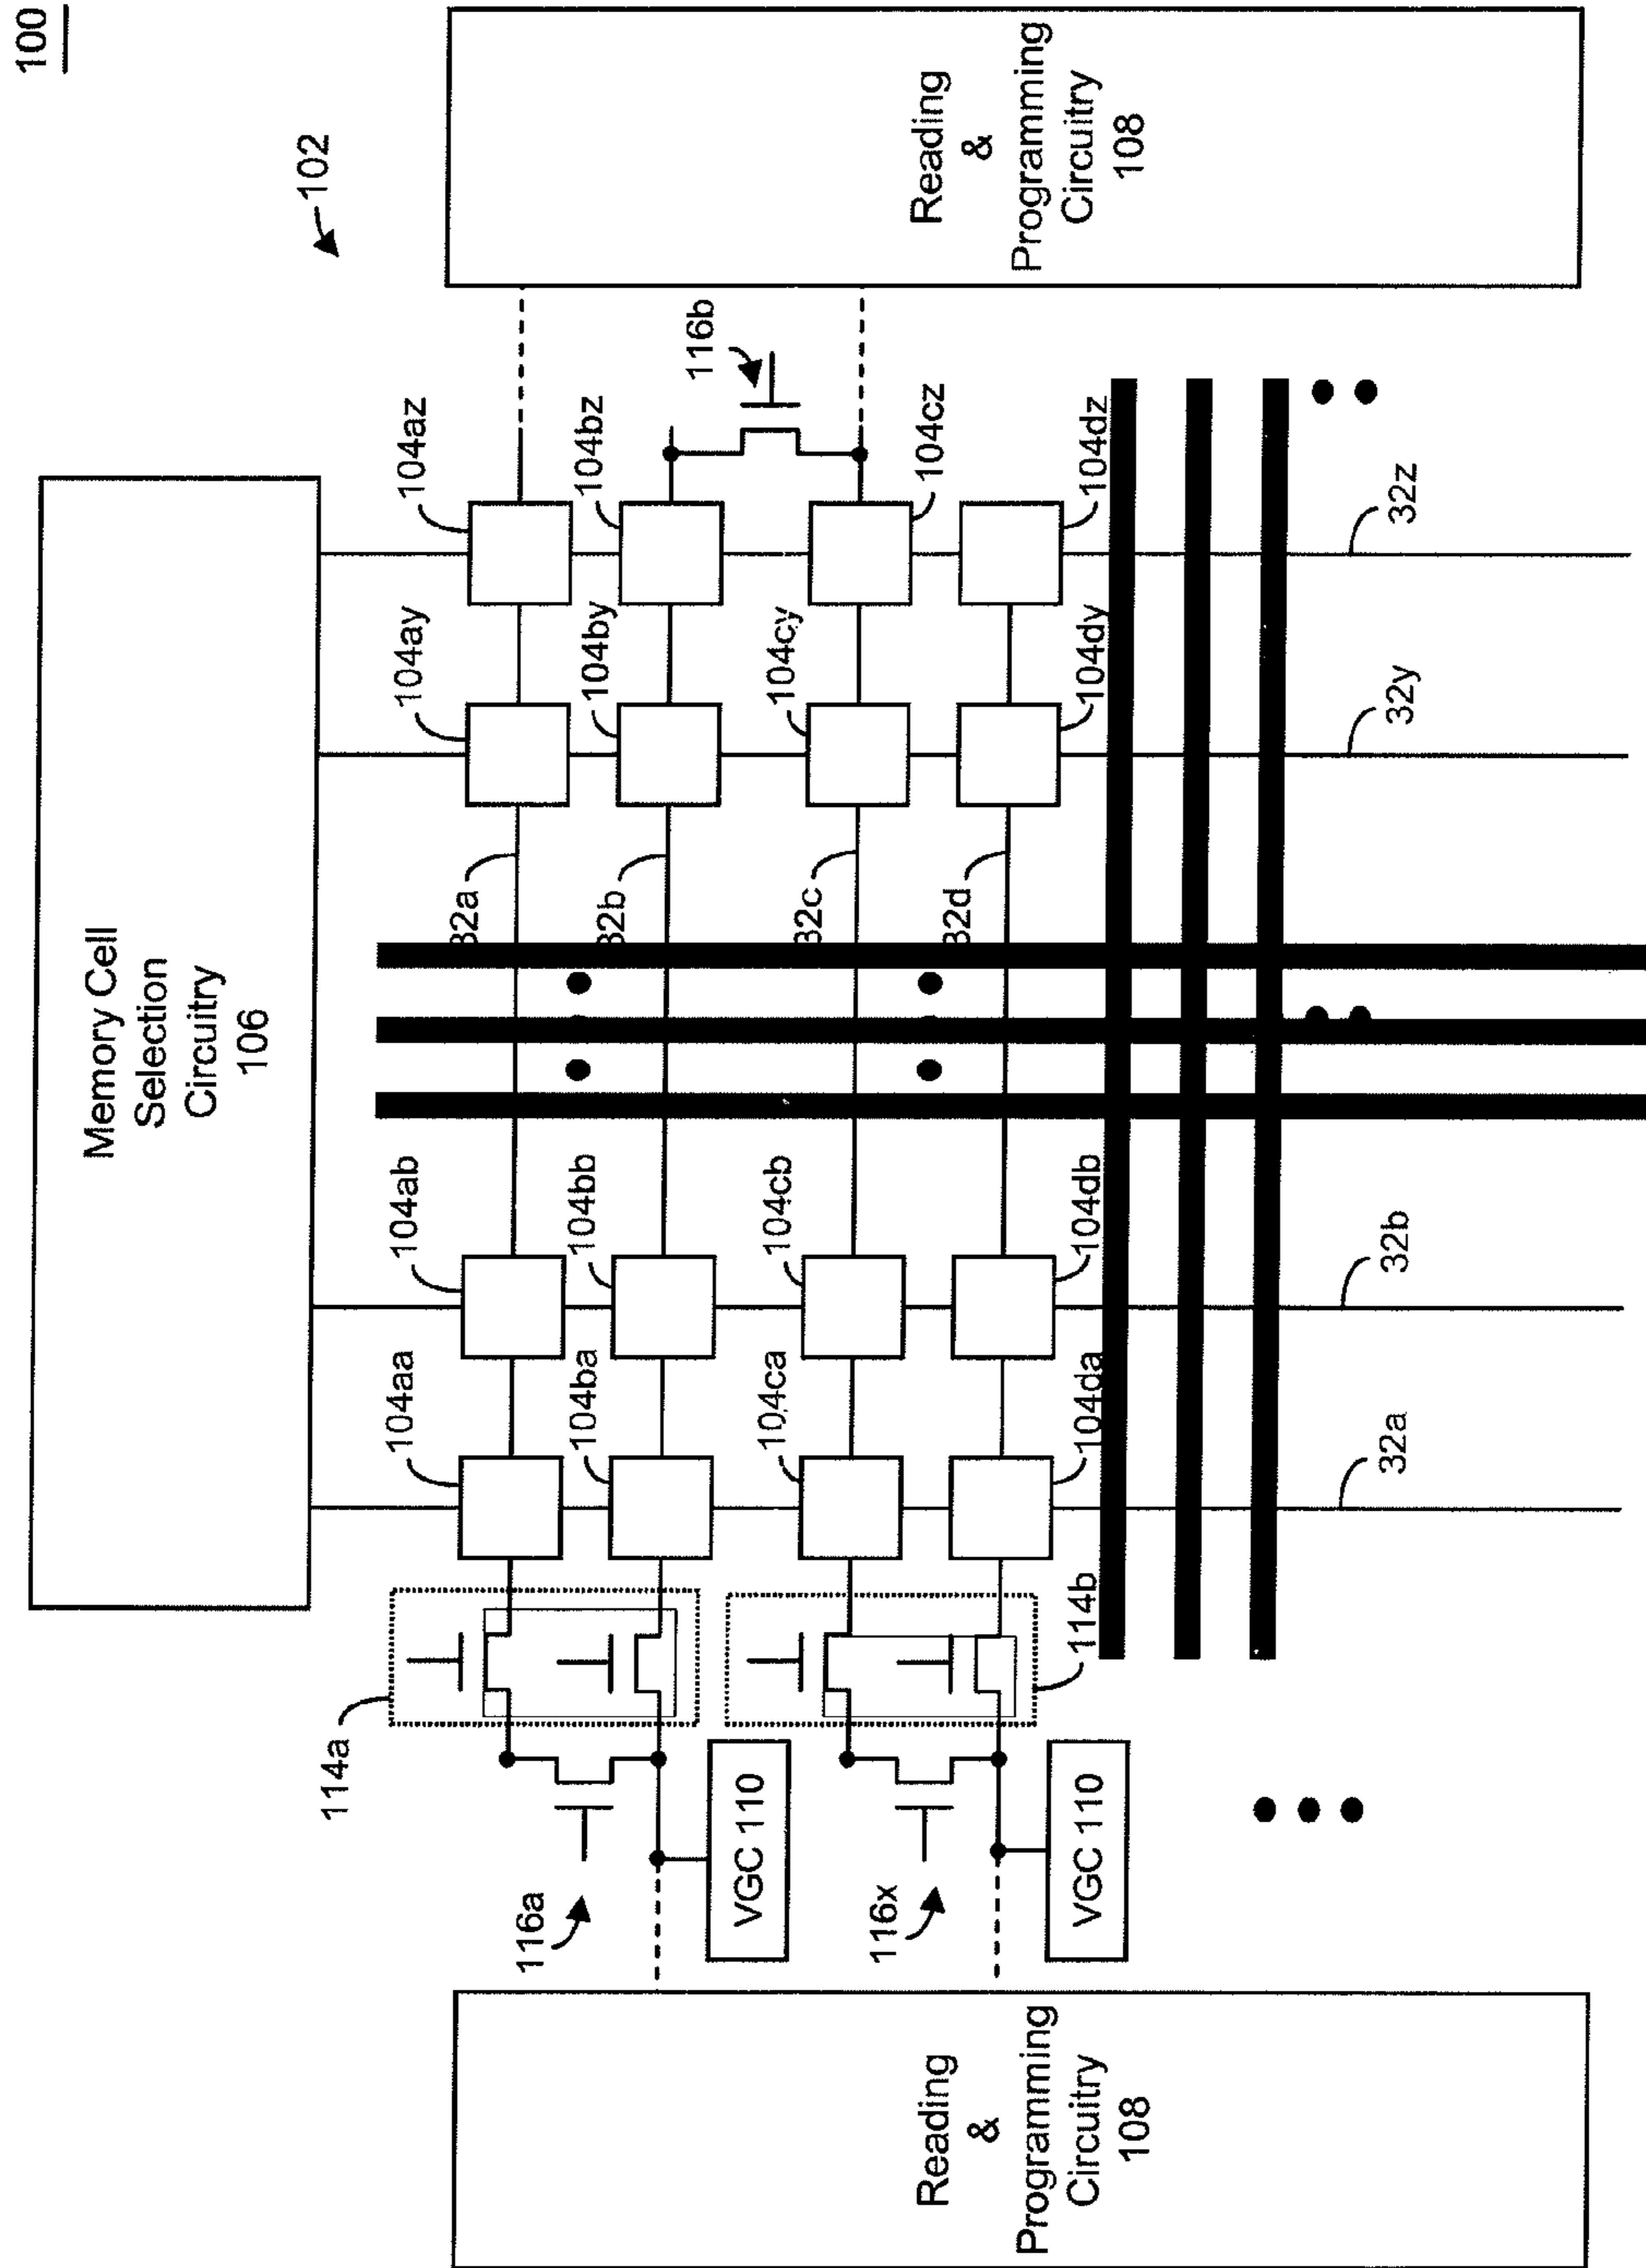 100
Memory Cell
Selection
Circuitry
106
102
114a
104aa
104ab
104ay
104az
32a
116a
104ba
104bb
32b
104by
104bz
116b
VGC 110
104ca
104cb
32c
104cy
104cz
116x
114b
32d
104da
104db
104dy
104dz
VGC 110
Reading
&
Programming
Circuitry
108
Reading
&
Programming
Circuitry
108
32a
32b
32y
32z